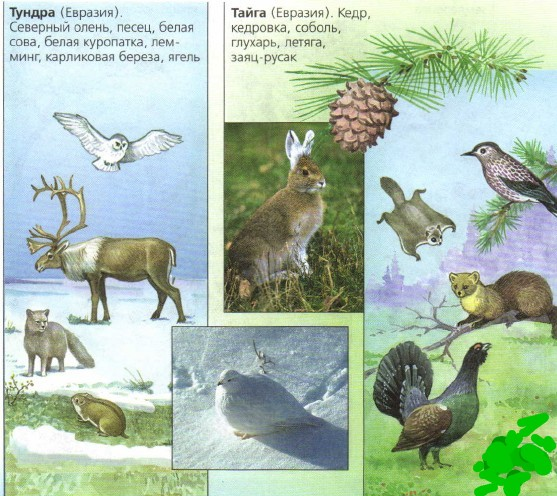 Тундра (Евразия).
Северный олень, песец, белая
сова, белая куропатка, лем-
минг, карликовая береза, ягель
Тайга (Евразия). Кедр,
кедровка, соболь,
глухарь, летяга,
заяц-русак